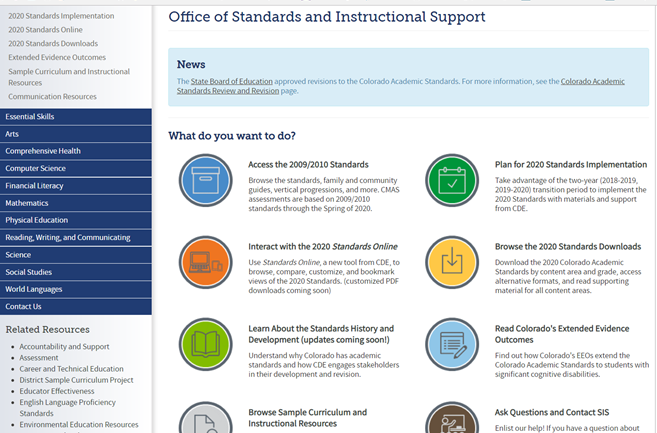 2020 Standards Implementation
2020 Standards Online
2020 Standards Downloads
Extended Evidence Outcomes
Sample Curriculum and Instructional
Resources
Communication Resources
Essential Skills
Arts
Comprehensive Health
Computer Science
Financial Literacy
Mathematics
Physical Education
Reading, Writing, and Communicating
Science
Social Studies
World Languages
Contact Us
Related Resources
Accountability and Support
Assessment
Career and Technical Education
District Sample Curriculum Project
Educator Effectiveness
English Language Proficiency
Standards
Environmental Education Resources
Office of Standards and Instructional Support
News
The State Board of Education approved revisions to the Colorado Academic Standards. For more information, see the Colorado Academic
Standards Review and Revision page.
What do you want to do?
Access the 2009/2010 Standards
Browse the standards, family and community
guides, vertical progressions, and more. CMAS
assessments are based on 2009/2010
standards through the Spring of 2020.
Plan for 2020 Standards Implementation
Take advantage of the two-year (2018-2019,
2019-2020) transition period to implement the
2020 Standards with materials and support
from CDE.
Interact with the 2020 Standards Online
Use Standards Online, a new tool from CDE, to
browse, compare, customize, and bookmark
views of the 2020 Standards. (customized PDF
downloads coming soon)
Browse the 2020 Standards Downloads
Download the 2020 Colorado Academic
Standards by content area and grade, access
alternative formats, and read supporting
material for all content areas.
Learn About the Standards History and
Development (updates coming soon!)
Understand why Colorado has academic
standards and how CDE engages stakeholders
in their development and revision.
Read Colorado's Extended Evidence
Outcomes
Find out how Colorado's EEOs extend the
Colorado Academic Standards to students with
significant cognitive disabilities.
Browse Sample Curriculum and
Instructional Resources
Ask Questions and Contact SIS
Enlist our help! If you have a question about